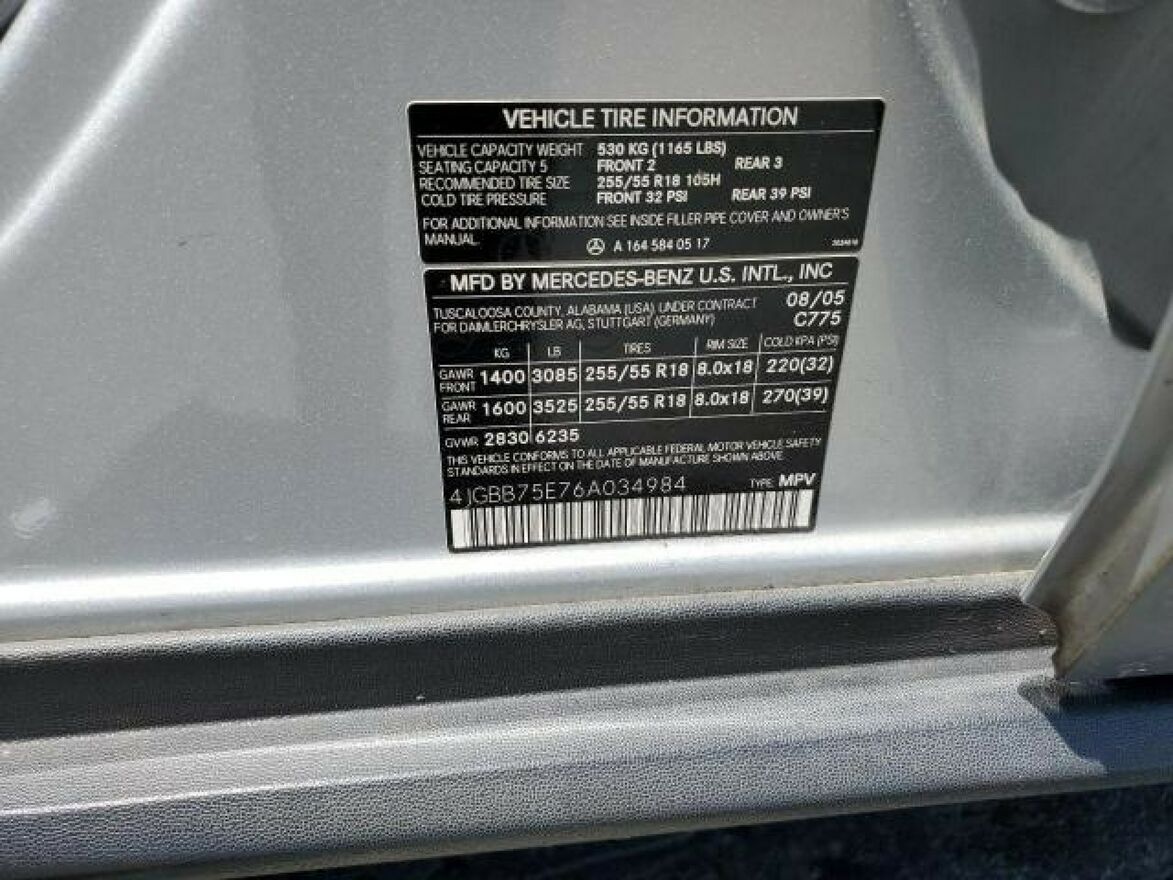 VEHICLE TIRE INFORMATION
VEHICLE CAPACITY WEIGHT 530 KG (1165 LBS)
SEATING CAPACITY 5 FRONT 2 REAR 3
RECOMMENDED TIRE SIZE 255/55 R18 105H
COLD TIRE PRESSURE FRONT 32 PSI REAR 39 PSI
FOR ADDITIONAL INFORMATION SEE INSIDE FILLER PIPE COVER AND OWNER'S
MANUAL.
A 164 584 05 17
MFD BY MERCEDES-BENZ U.S. INTL., INC
TUSCALOOSA COUNTY, ALABAMA (USA), UNDER CONTRACT 08/05
FOR DAIMLERCHRYSLER AG, STUTTGART (GERMANY) C775
KG LB TIRES RIM SIZE COLD KPA (PSI)
GAWR FRONT 1400 3085 255/55 R18 8.0x18 220(32)
GAWR REAR 1600 3525 255/55 R18 8.0x18 270(39)
GVWR 2830 6235
THIS VEHICLE CONFORMS TO ALL APPLICABLE FEDERAL MOTOR VEHICLE SAFETY
STANDARDS IN EFFECT ON THE DATE OF MANUFACTURE SHOWN ABOVE.
4JGBB75E76A034984 TYPE: MPV